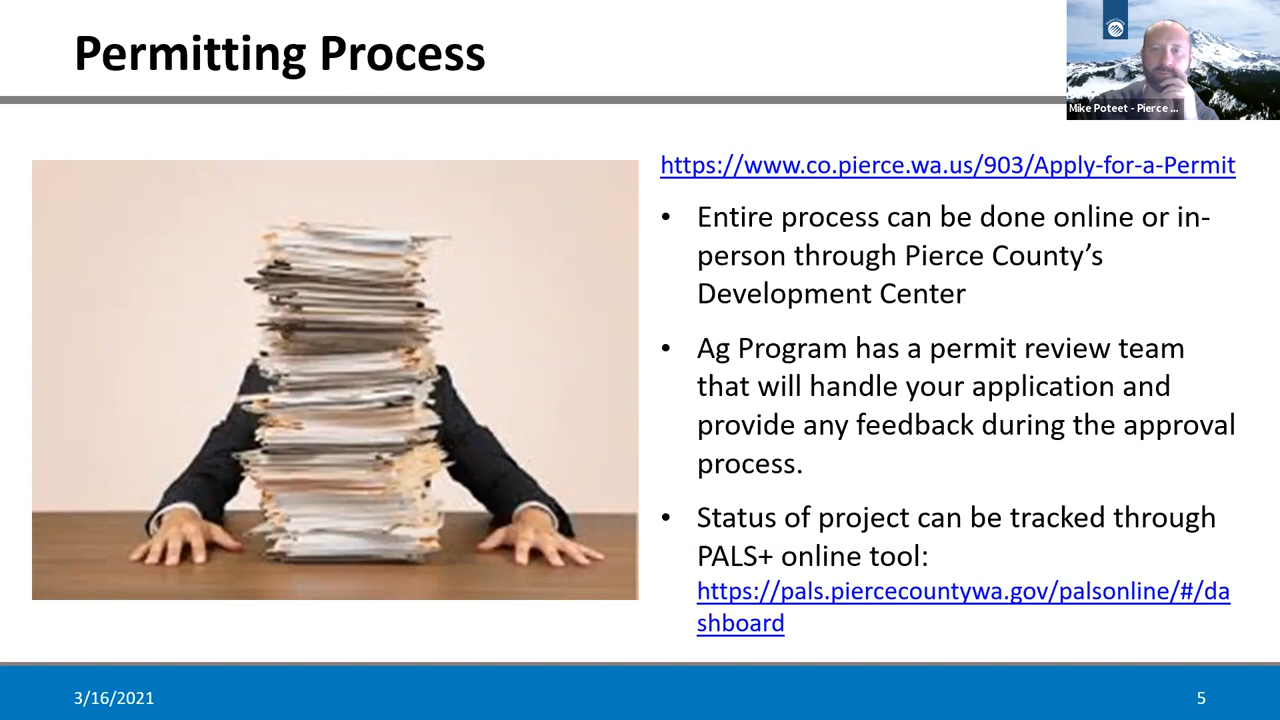 Permitting Process
Mike Poteet - Pierce ...
https://www.co.pierce.wa.us/903/Apply-for-a-Permit
• Entire process can be done online or in-
person through Pierce County’s
Development Center
• Ag Program has a permit review team
that will handle your application and
provide any feedback during the approval
process.
• Status of project can be tracked through
PALS+ online tool:
https://pals.piercecountywa.gov/palsonline/#/da
shboard
3/16/2021
5